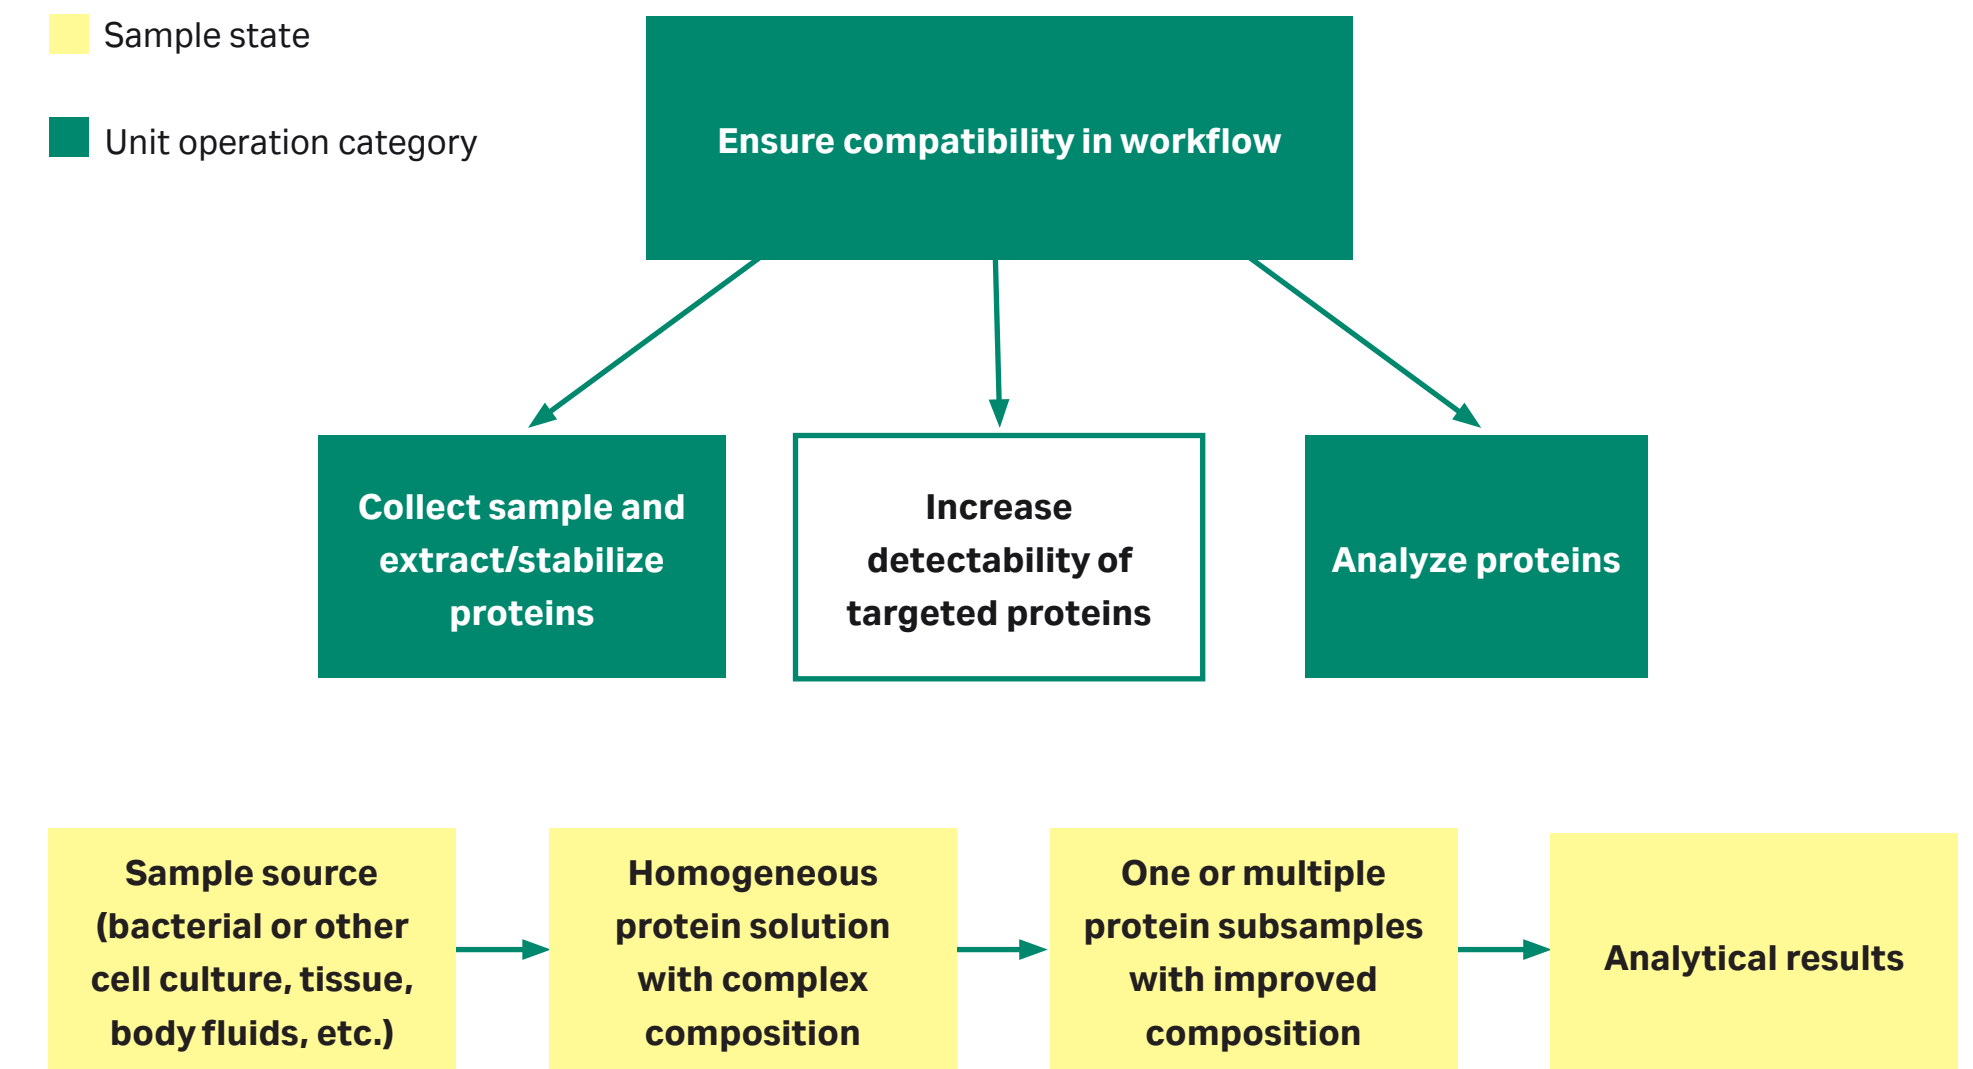 Sample state
Unit operation category
Ensure compatibility in workflow
Collect sample and
extract/stabilize
proteins
Increase
detectability of
targeted proteins
Analyze proteins
Sample source
(bacterial or other
cell culture, tissue,
body fluids, etc.)
Homogeneous
protein solution
with complex
composition
One or multiple
protein subsamples
with improved
composition
Analytical results